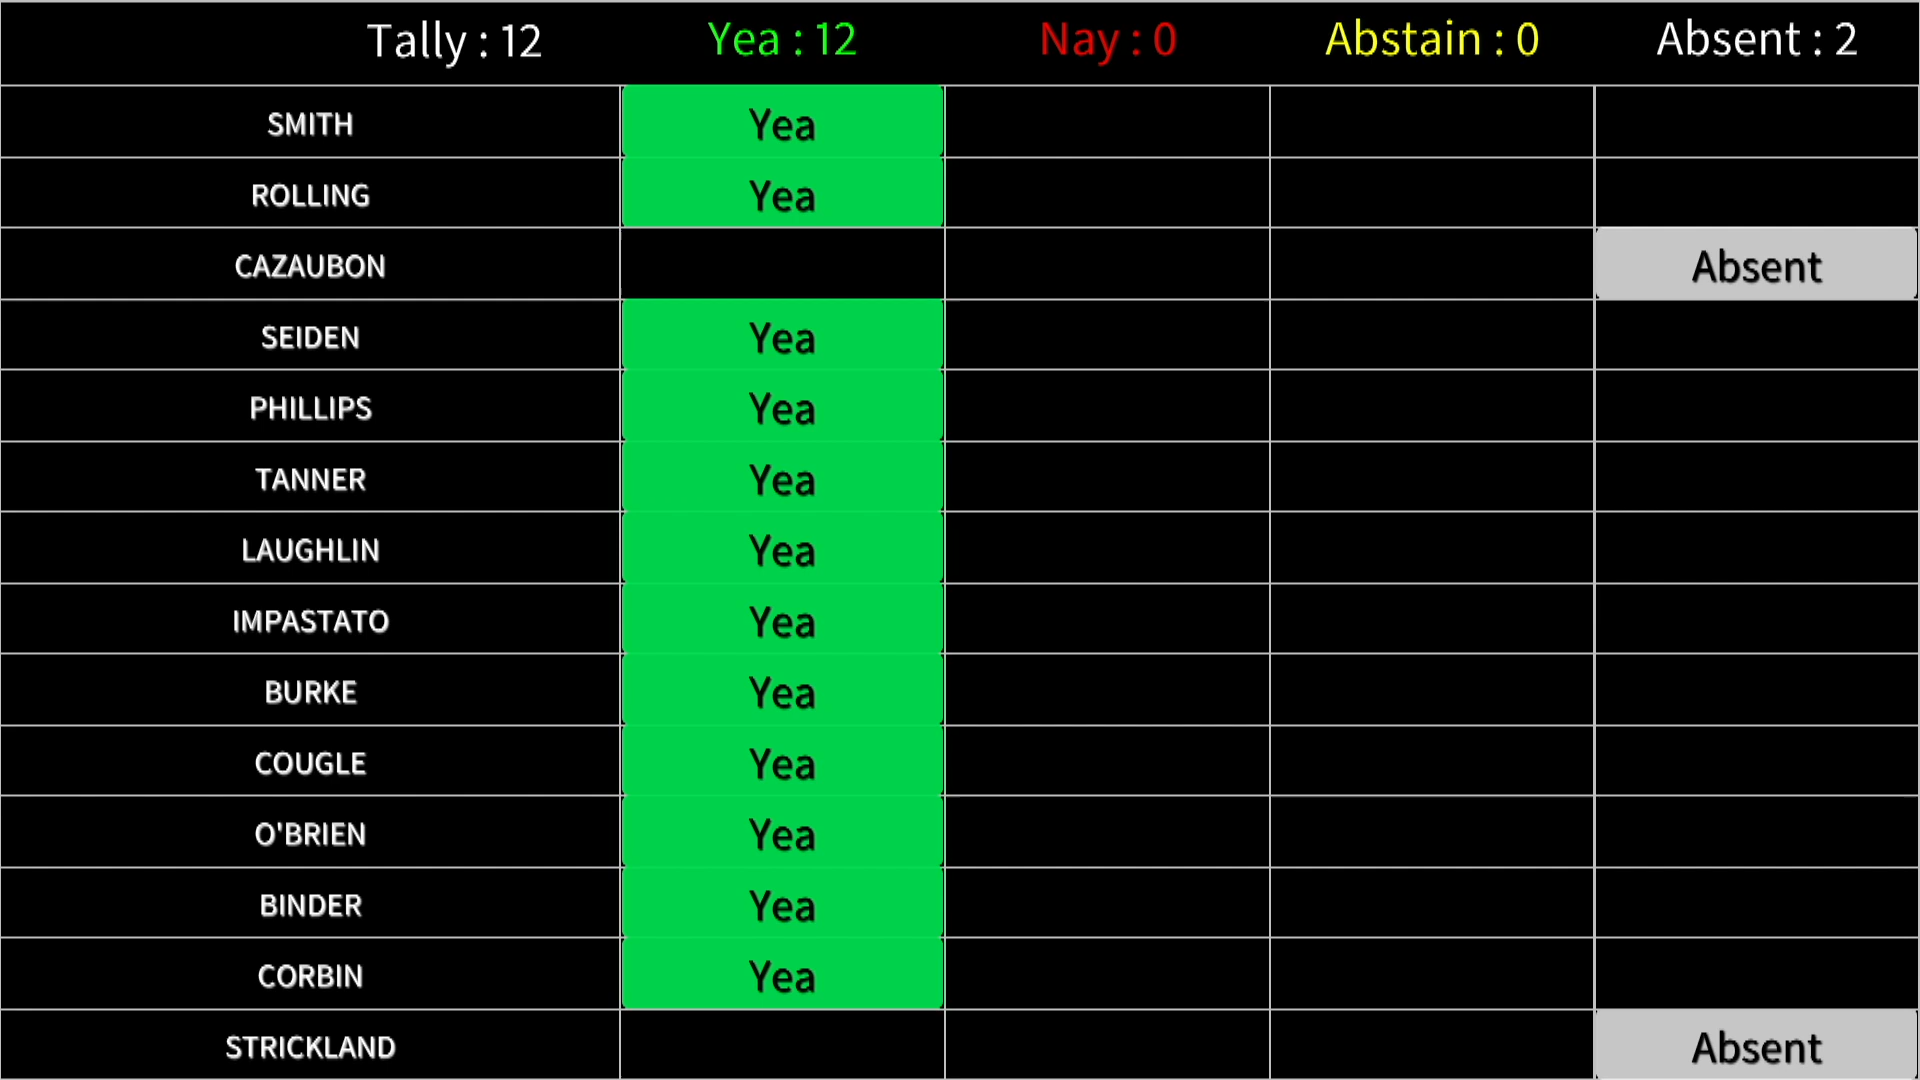 Tally : 12 Yea : 12 Nay : 0 Abstain : 0 Absent : 2
SMITH Yea
ROLLING Yea
CAZAUBON Absent
SEIDEN Yea
PHILLIPS Yea
TANNER Yea
LAUGHLIN Yea
IMPASTATO Yea
BURKE Yea
COUGLE Yea
O'BRIEN Yea
BINDER Yea
CORBIN Yea
STRICKLAND Absent